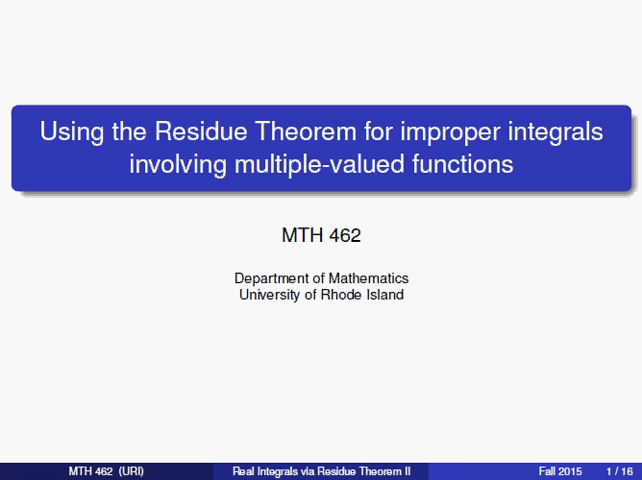 Using the Residue Theorem for improper integrals
involving multiple-valued functions
MTH 462
Department of Mathematics
University of Rhode Island
MTH 462 (URI) Real Integrals via Residue Theorem II Fall 2015 1 / 16